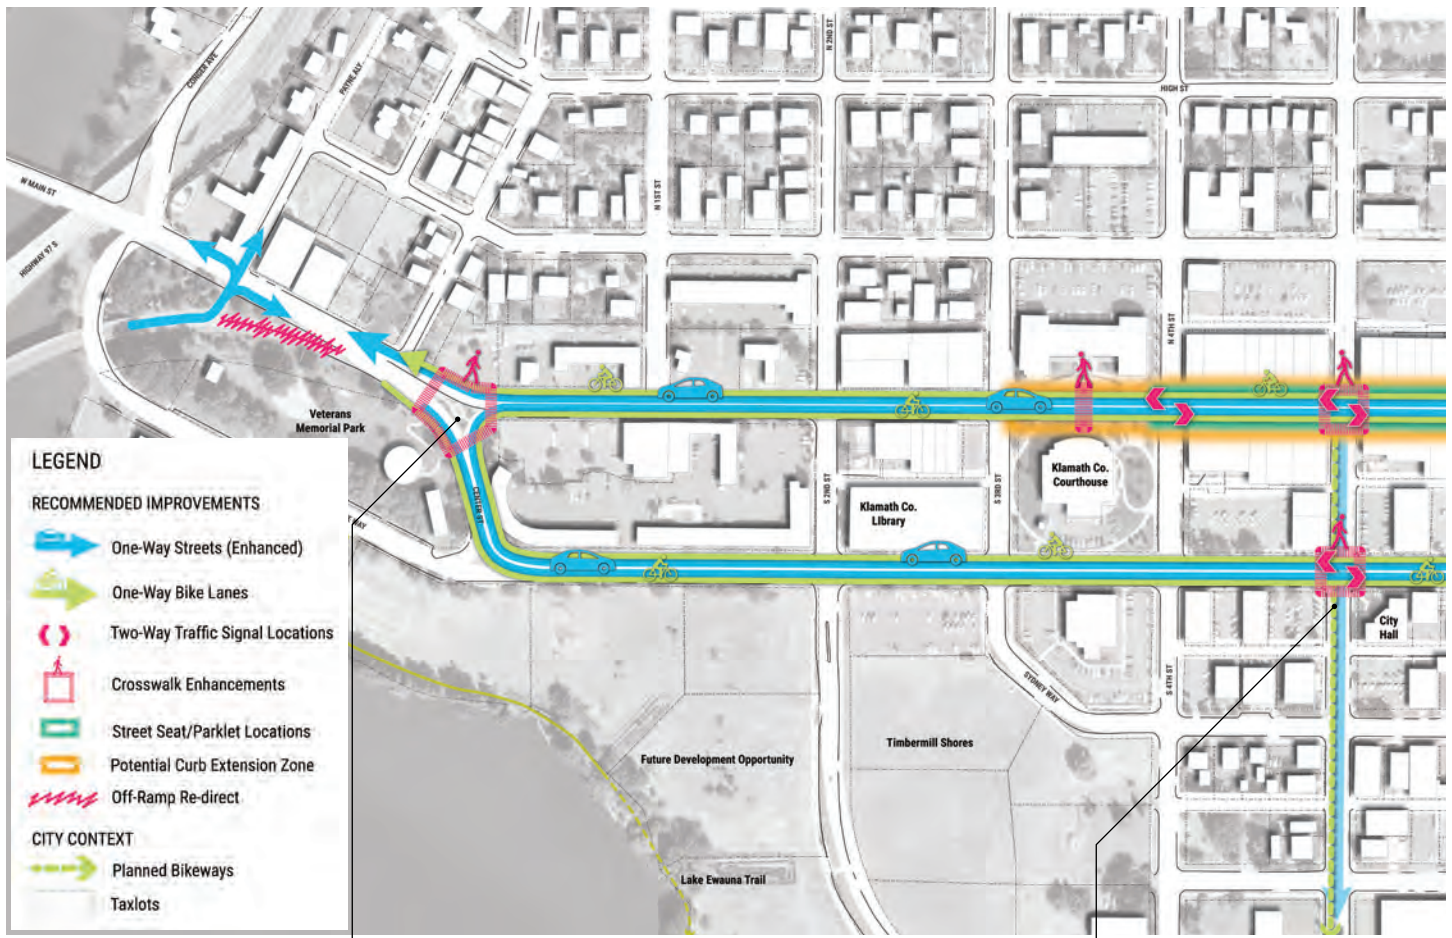 CONGER AVE
PAYNE ALY
N 2ND ST
HIGH ST
W MAIN ST
N 1ST ST
HIGHWAY 97 S
N 4TH ST
Veterans
Memorial Park
Klamath Co.
Courthouse
S 2ND ST
S 3RD ST
Klamath Co.
Library
CENTER ST
WAY
City
Hall
S 4TH ST
SYDNEY WAY
Timbermill Shores
Future Development Opportunity
Lake Ewauna Trail
LEGEND
RECOMMENDED IMPROVEMENTS
One-Way Streets (Enhanced)
One-Way Bike Lanes
Two-Way Traffic Signal Locations
Crosswalk Enhancements
Street Seat/Parklet Locations
Potential Curb Extension Zone
Off-Ramp Re-direct
CITY CONTEXT
Planned Bikeways
Taxlots